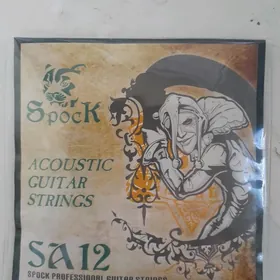 Spock
ACOUSTIC
GUITAR
STRINGS
SA12
SPOCK PROFESSIONAL GUITAR STRINGS